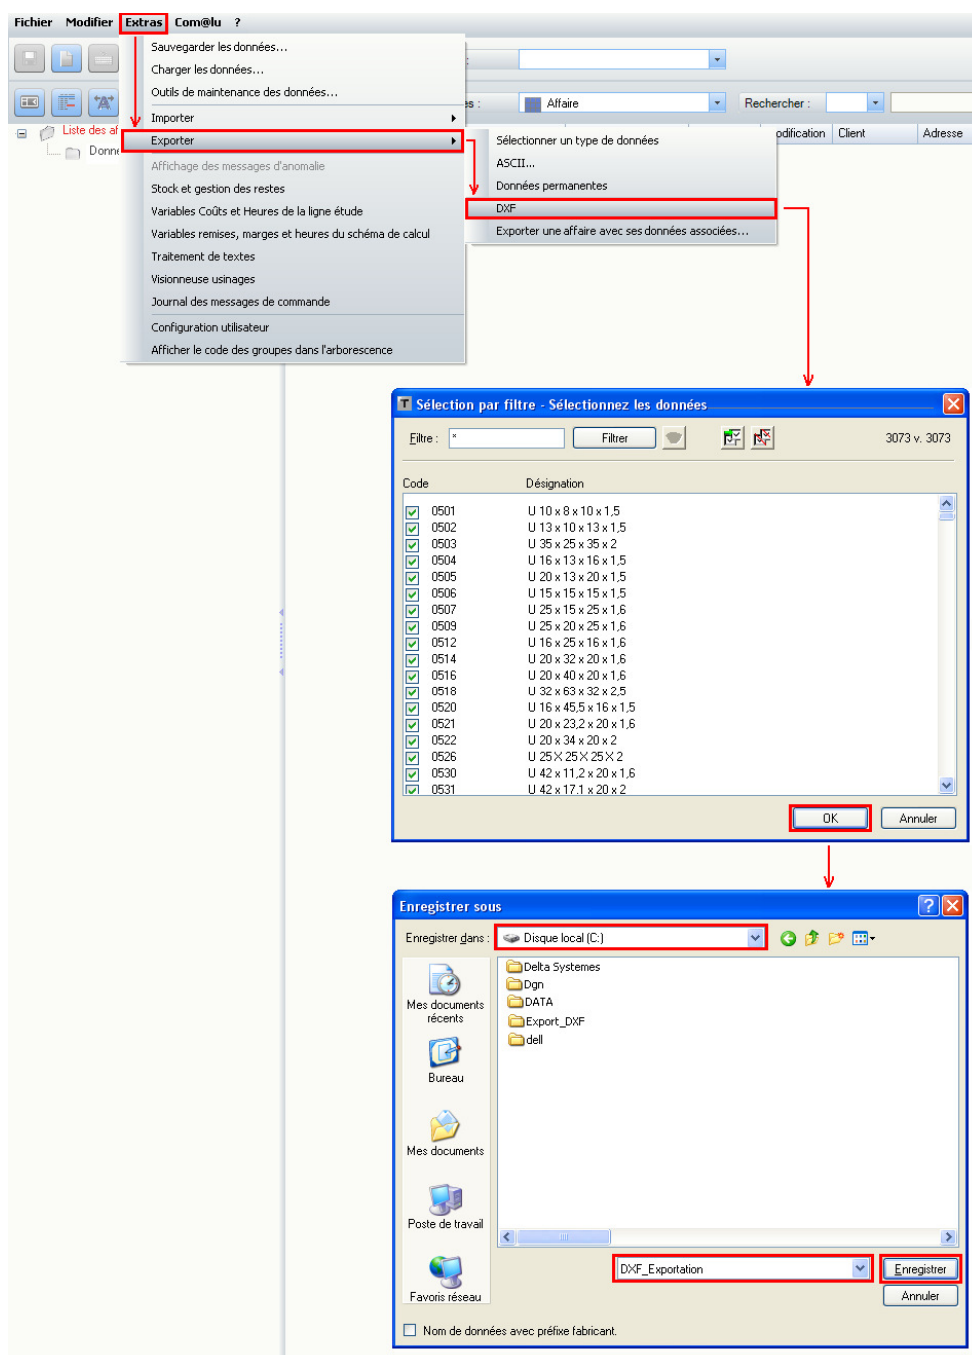 Fichier Modifier Extras Com@lu ?
Sauvegarder les données...
Charger les données...
Outils de maintenance des données...
Importer
Exporter
Affichage des messages d'anomalie
Stock et gestion des restes
Variables Coûts et Heures de la ligne étude
Variables remises, marges et heures du schéma de calcul
Traitement de textes
Visionneuse usinages
Journal des messages de commande
Configuration utilisateur
Afficher le code des groupes dans l'arborescence
Affaire
Rechercher :
Liste des af
Donne
odification Client Adresse
Sélectionner un type de données
ASCII...
Données permanentes
DXF
Exporter une affaire avec ses données associées...
Sélection par filtre - Sélectionnez les données
Filtre : * Filtrer 3073 v. 3073
Code Désignation
0501 U 10 x 8 x 10 x 1,5
0502 U 13 x 10 x 13 x 1,5
0503 U 35 x 25 x 35 x 2
0504 U 16 x 13 x 16 x 1,5
0505 U 20 x 13 x 20 x 1,5
0506 U 15 x 15 x 15 x 1,5
0507 U 25 x 15 x 25 x 1,6
0509 U 25 x 20 x 25 x 1,6
0512 U 16 x 25 x 16 x 1,6
0514 U 20 x 32 x 20 x 1,6
0516 U 20 x 40 x 20 x 1,6
0518 U 32 x 63 x 32 x 2,5
0520 U 16 x 45,5 x 16 x 1,5
0521 U 20 x 23,2 x 20 x 1,6
0522 U 20 x 34 x 20 x 2
0526 U 25 X 25 X 25 X 2
0530 U 42 x 11,2 x 20 x 1,6
0531 U 42 x 17,1 x 20 x 2
OK Annuler
Enregistrer sous
Enregistrer dans : Disque local (C:)
Delta Systemes
Dgn
DATA
Export_DXF
dell
Mes documents récents
Bureau
Mes documents
Poste de travail
Favoris réseau
DXF_Exportation Enregistrer
Annuler
Nom de données avec préfixe fabricant.